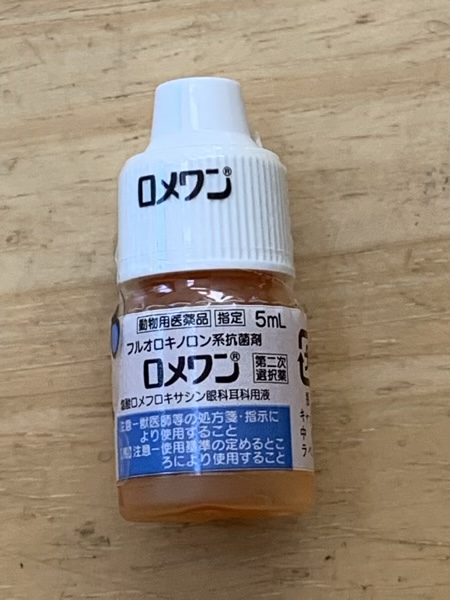 ロメワン®
動物用医薬品 指定 5mL
フルオロキノロン系抗菌剤
ロメワン® 第二次選択薬
塩酸ロメフロキサシン眼科耳科用液
注意-獣医師等の処方箋・指示に
より使用すること
注意-使用基準の定めるとこ
ろにより使用すること